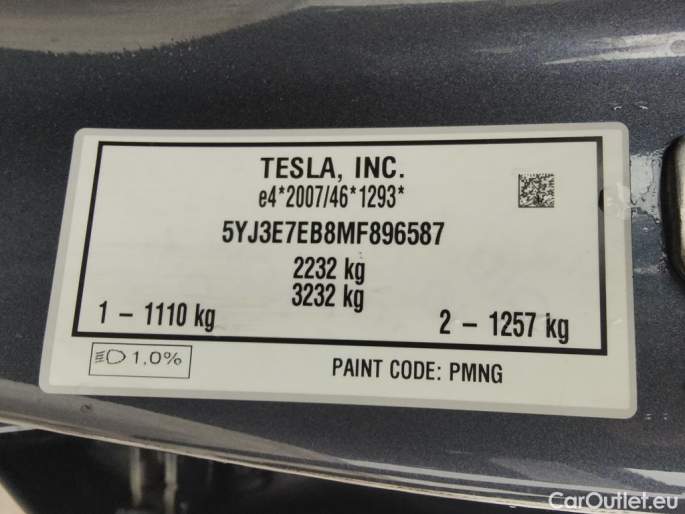 TESLA, INC.
e4*2007/46*1293*
5YJ3E7EB8MF896587
2232 kg
3232 kg
1 – 1110 kg
2 – 1257 kg
1,0%
PAINT CODE: PMNG
CarOutlet.eu